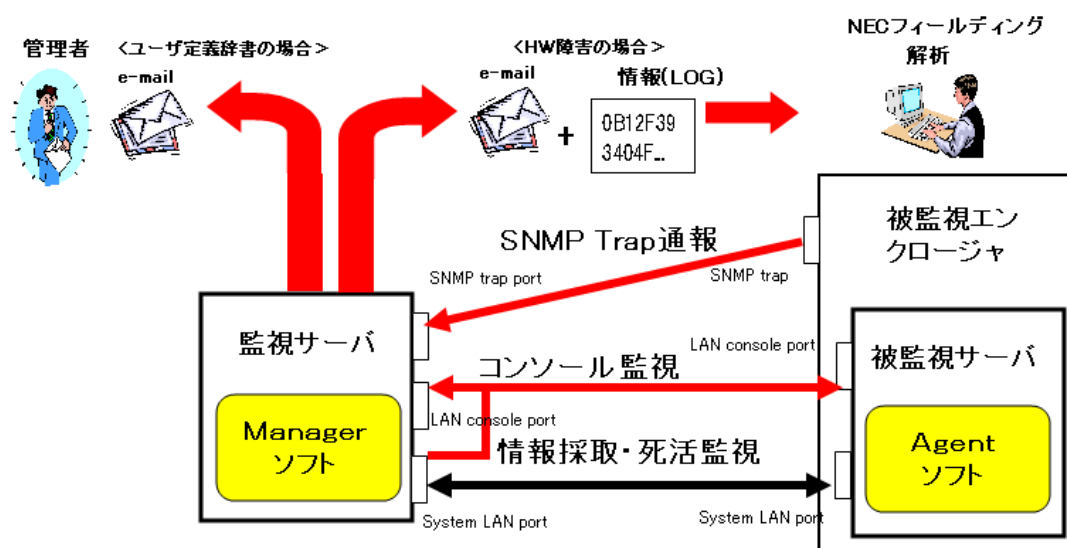 NECフィールディング
解析
管理者
<ユーザ定義辞書の場合>
e-mail
<HW障害の場合>
e-mail
情報(LOG)
+
0B12F39
3404F…
被監視エン
クロージャ
SNMP Trap通報
SNMP trap port
SNMP trap
監視サーバ
LAN console port
被監視サーバ
コンソール監視
LAN console port
Manager
ソフト
情報採取・死活監視
Agent
ソフト
System LAN port
System LAN port